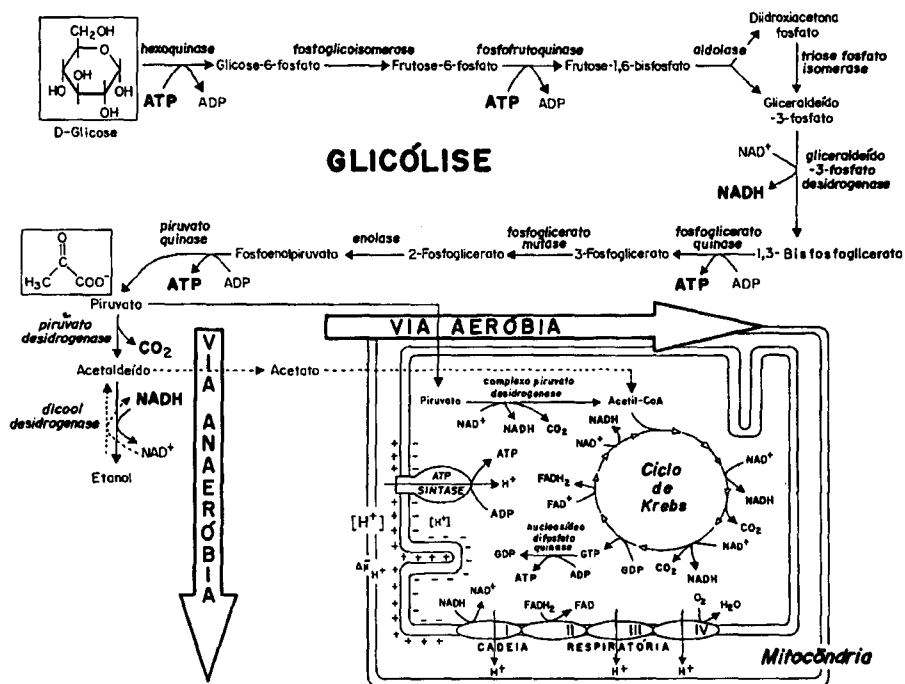 CH₂OH
O
OH
OH
HO
H
OH
D-Glicose
hexoquinase
ATP
ADP
Glicose-6-fosfato
fosfoglicoisomerase
Frutose-6-fosfato
fosfofrutoquinase
ATP
ADP
Frutose-1,6-bisfosfato
aldolase
Diidroxiacetona
fosfato
triose fosfato
isomerase
Gliceraldeído
-3-fosfato
GLICÓLISE
NAD⁺
NADH
gliceraldeído
-3-fosfato
desidrogenase
1,3-Bisfosfoglicerato
fosfoglicerato
quinase
ATP
ADP
3-Fosfoglicerato
fosfoglicerato
mutase
2-Fosfoglicerato
enolase
Fosfoenolpiruvato
piruvato
quinase
ATP
ADP
O
H₃C
COO⁻
Piruvato
piruvato
desidrogenase
CO₂
Acetaldeído
Acetato
NADH
álcool
desidrogenase
NAD⁺
Etanol
VIA ANAERÓBIA
VIA AERÓBIA
Piruvato
complexo piruvato
desidrogenase
NAD⁺
NADH
CO₂
Acetil-CoA
NADH
NAD⁺
FADH₂
FAD⁺
Ciclo
de
Krebs
NAD⁺
NADH
CO₂
NAD⁺
NADH
CO₂
GDP
GTP
nucleosídeo
difosfato
quinase
GDP
ATP
ADP
ATP
SINTASE
ATP
H⁺
ADP
[H⁺]
[H⁺]
Δμ̃H⁺
NADH
NAD⁺
FADH₂
FAD
O₂
H₂O
I
II
III
IV
CADEIA RESPIRATÓRIA
H⁺
H⁺
H⁺
Mitocôndria